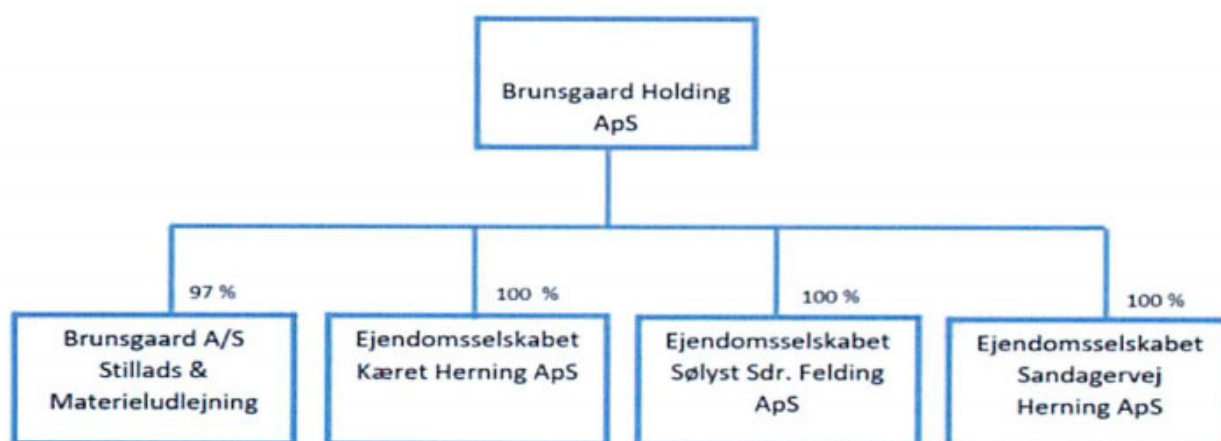 Brunsgaard Holding
ApS
97 %
100 %
100 %
100 %
Brunsgaard A/S
Stillads &
Materieludlejning
Ejendomsselskabet
Kæret Herning ApS
Ejendomsselskabet
Sølyst Sdr. Felding
ApS
Ejendomsselskabet
Sandagervej
Herning ApS